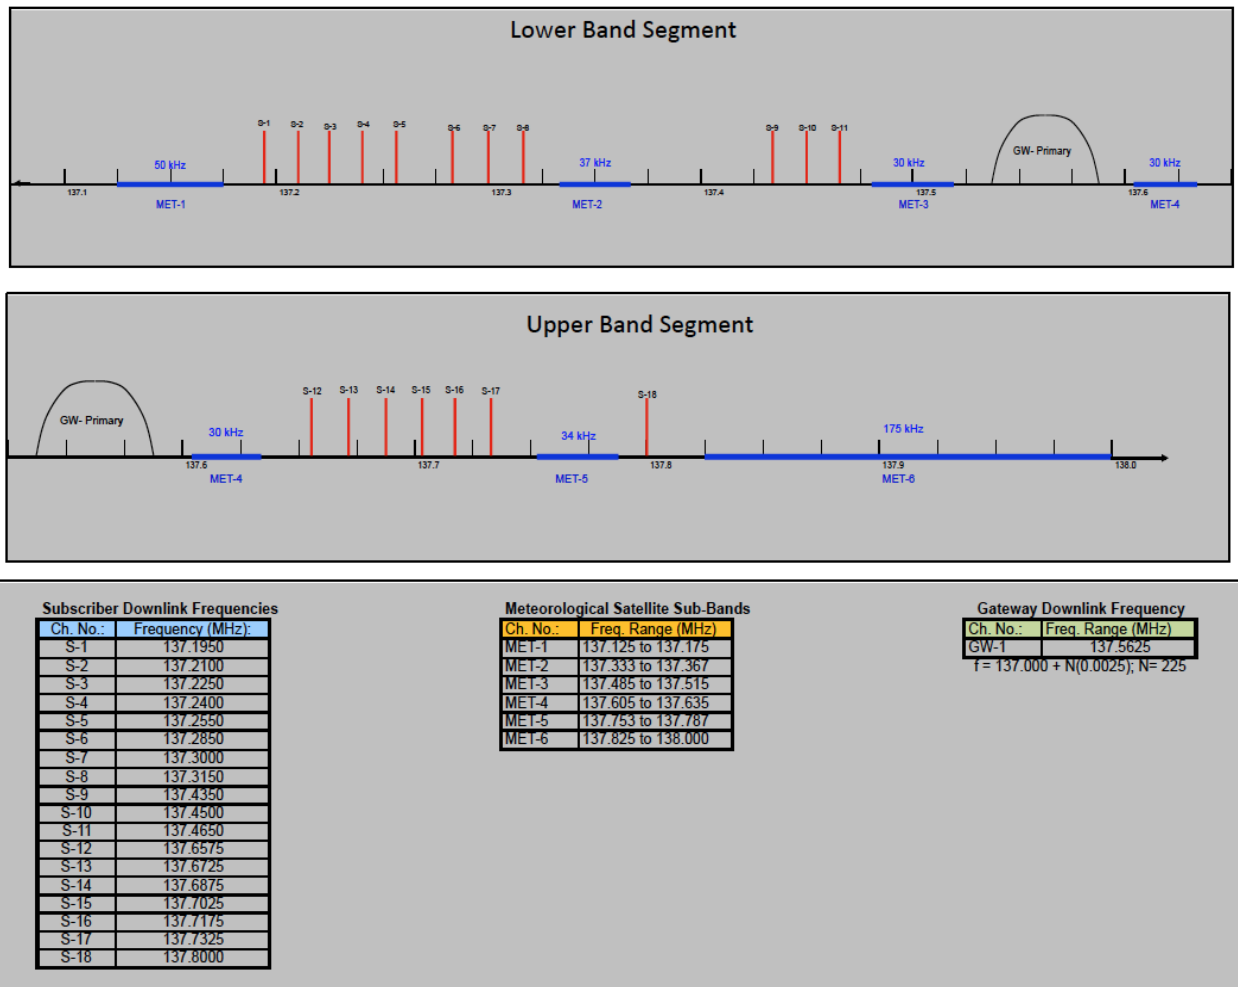 Lower Band Segment
S-1 S-2 S-3 S-4 S-5 S-6 S-7 S-8 S-9 S-10 S-11
GW- Primary
50 kHz 37 kHz 30 kHz 30 kHz
137.1 137.2 137.3 137.4 137.5 137.6
MET-1 MET-2 MET-3 MET-4
Upper Band Segment
S-12 S-13 S-14 S-15 S-16 S-17 S-18
GW- Primary
30 kHz 34 kHz 175 kHz
137.6 137.7 137.8 137.9 138.0
MET-4 MET-5 MET-6
Subscriber Downlink Frequencies
Ch. No.: Frequency (MHz):
S-1 137.1950
S-2 137.2100
S-3 137.2250
S-4 137.2400
S-5 137.2550
S-6 137.2850
S-7 137.3000
S-8 137.3150
S-9 137.4350
S-10 137.4500
S-11 137.4650
S-12 137.6575
S-13 137.6725
S-14 137.6875
S-15 137.7025
S-16 137.7175
S-17 137.7325
S-18 137.8000
Meteorological Satellite Sub-Bands
Ch. No.: Freq. Range (MHz)
MET-1 137.125 to 137.175
MET-2 137.333 to 137.367
MET-3 137.485 to 137.515
MET-4 137.605 to 137.635
MET-5 137.753 to 137.787
MET-6 137.825 to 138.000
Gateway Downlink Frequency
Ch. No.: Freq. Range (MHz)
GW-1 137.5625
f = 137.000 + N(0.0025); N= 225